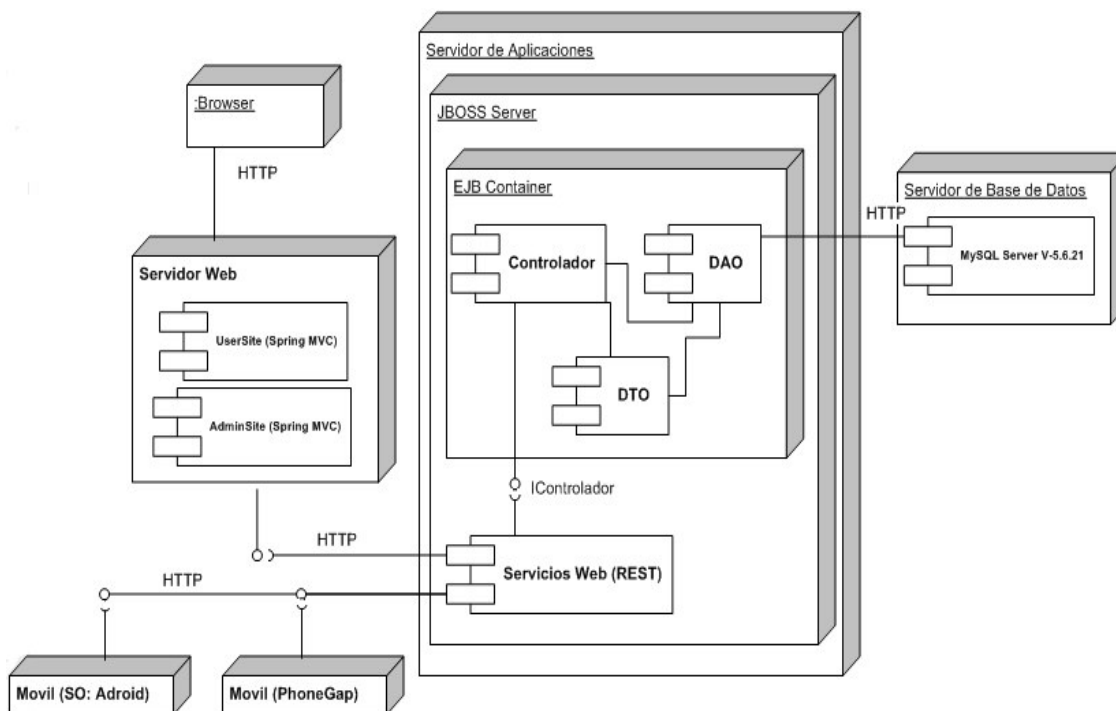 Servidor de Aplicaciones
JBOSS Server
:Browser
HTTP
EJB Container
Servidor de Base de Datos
HTTP
MySQL Server V-5.6.21
Controlador
DAO
Servidor Web
UserSite (Spring MVC)
AdminSite (Spring MVC)
DTO
IControlador
HTTP
Servicios Web (REST)
HTTP
Movil (SO: Adroid)
Movil (PhoneGap)